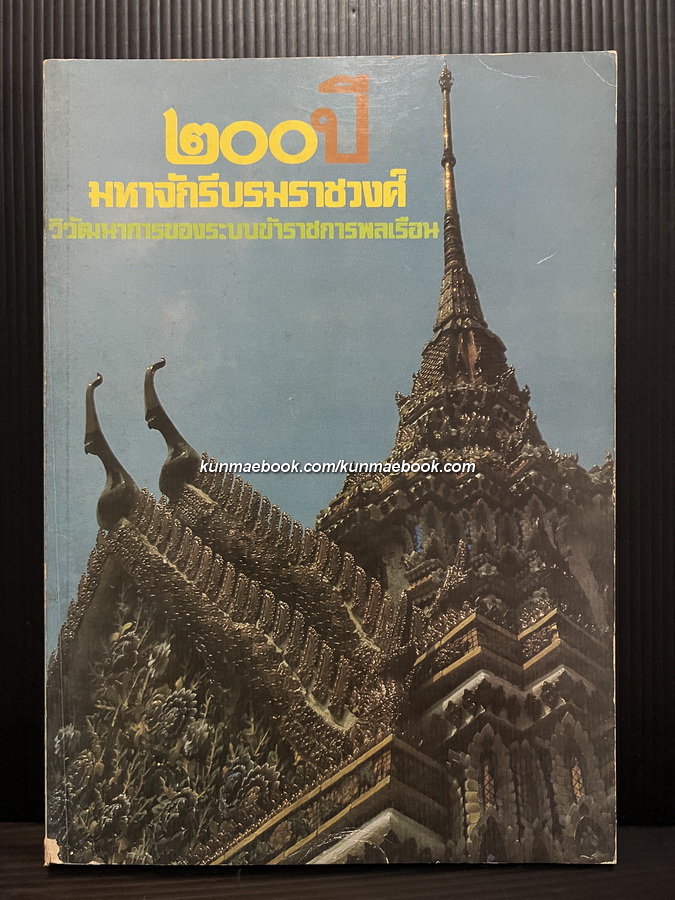 ๒๐๐ปี
มหาจักรีบรมราชวงศ์
วิวัฒนาการของระบบข้าราชการพลเรือน
kunmaebook.com/kunmaebook.com